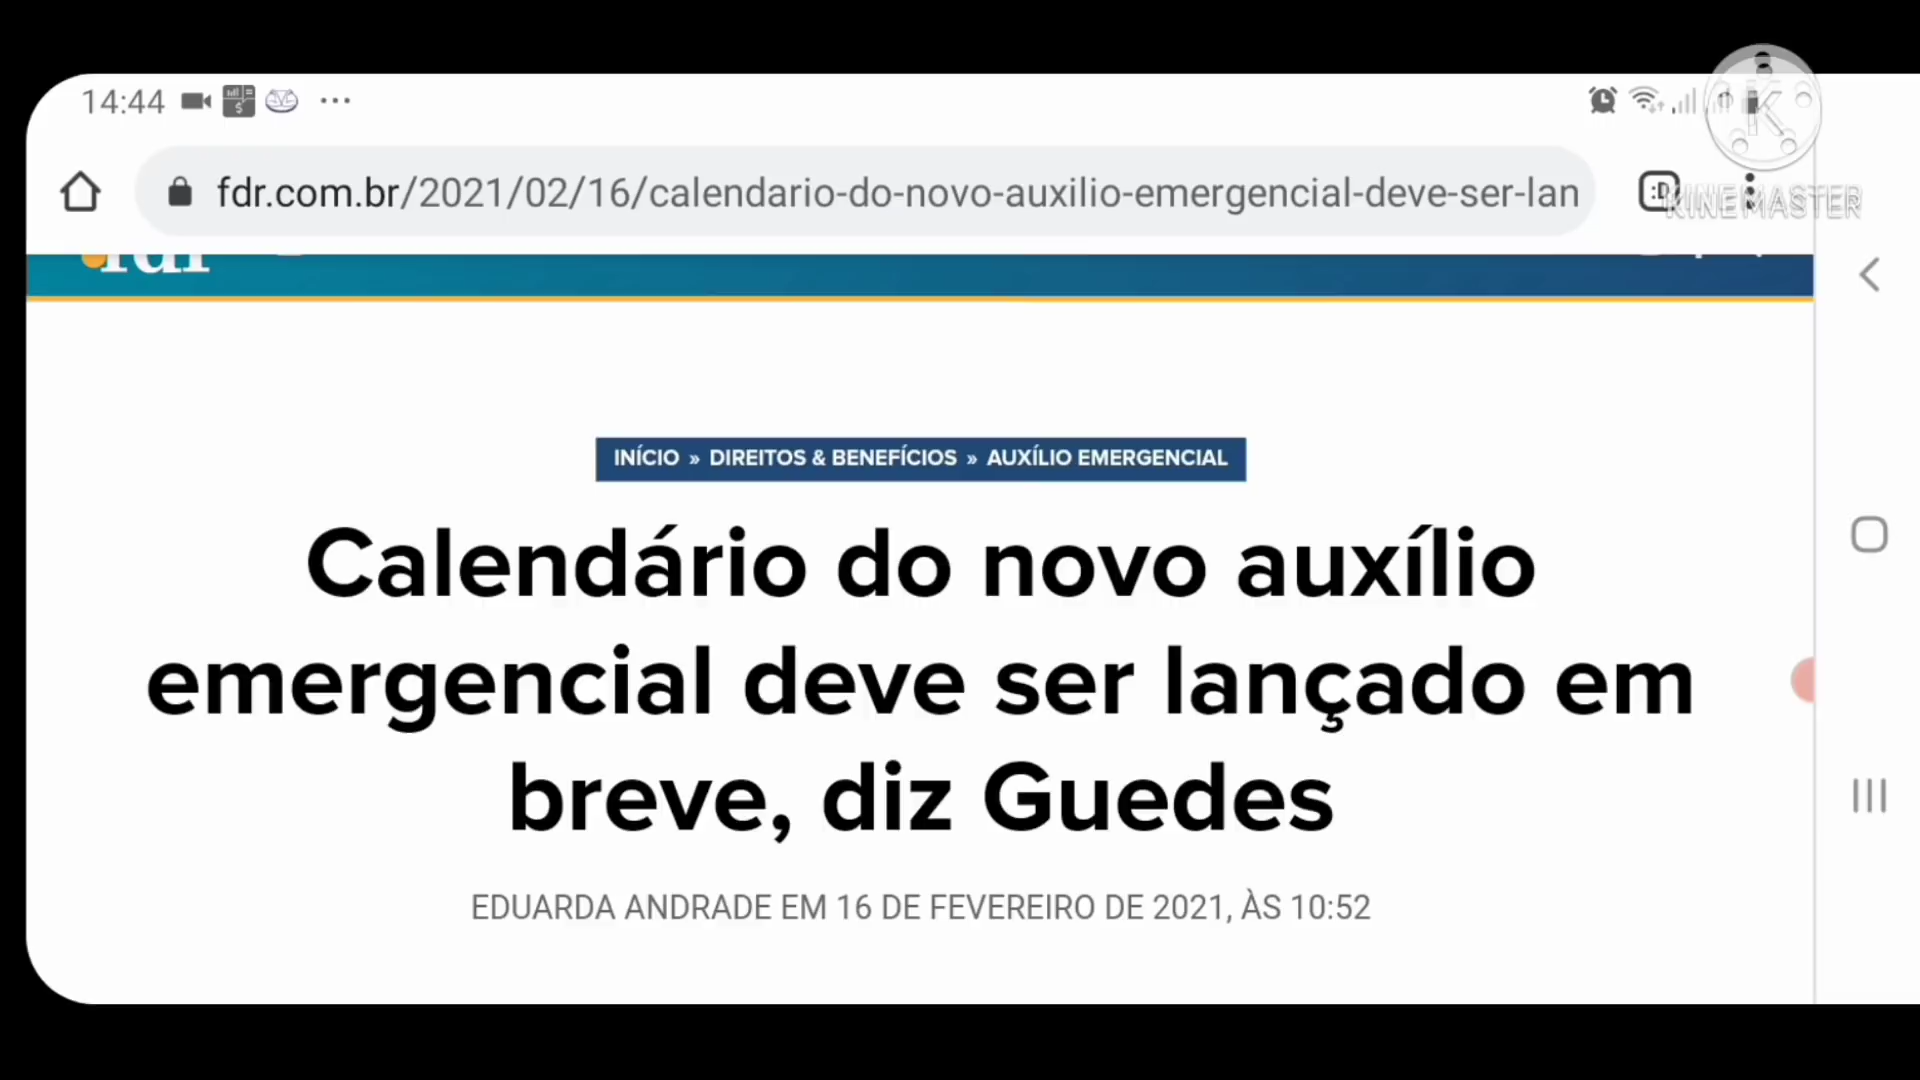 14:44
fdr.com.br/2021/02/16/calendario-do-novo-auxilio-emergencial-deve-ser-lan
:D
KINEMASTER
fdr
INÍCIO » DIREITOS & BENEFÍCIOS » AUXÍLIO EMERGENCIAL
Calendário do novo auxílio
emergencial deve ser lançado em
breve, diz Guedes
EDUARDA ANDRADE EM 16 DE FEVEREIRO DE 2021, ÀS 10:52